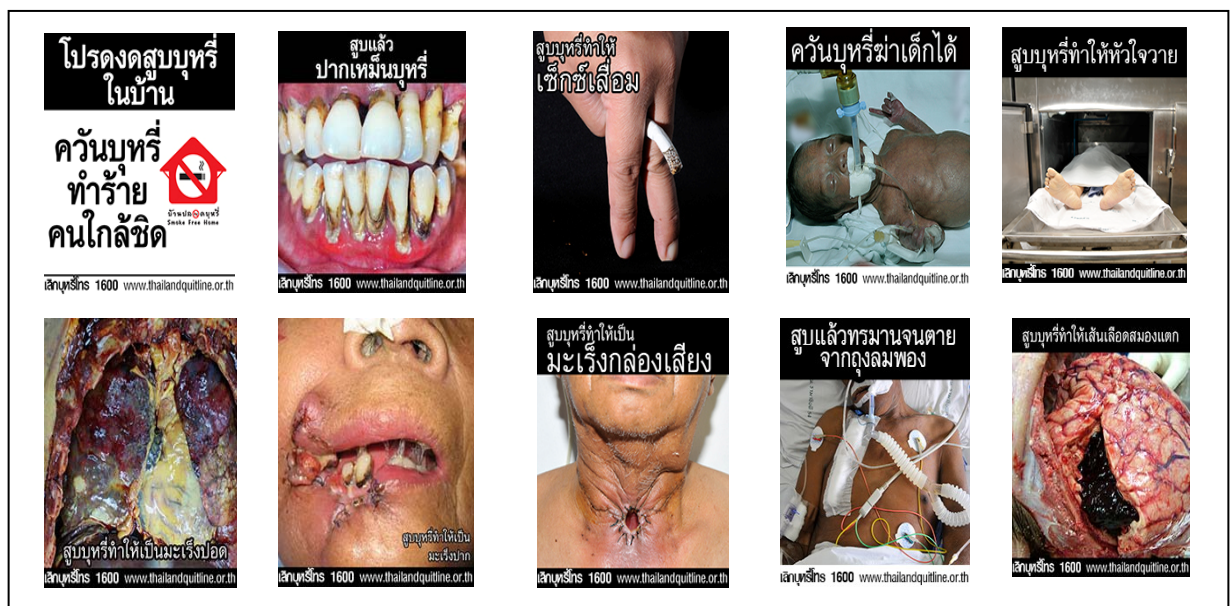 โปรดงดสูบบุหรี่
ในบ้าน
ควันบุหรี่
ทำร้าย
คนใกล้ชิด
บ้านปลอดบุหรี่
Smoke Free Home
เลิกบุหรี่โทร 1600 www.thailandquitline.or.th
สูบแล้ว
ปากเหม็นบุหรี่
เลิกบุหรี่โทร 1600 www.thailandquitline.or.th
สูบบุหรี่ทำให้
เซ็กซ์เสื่อม
เลิกบุหรี่โทร 1600 www.thailandquitline.or.th
ควันบุหรี่ฆ่าเด็กได้
เลิกบุหรี่โทร 1600 www.thailandquitline.or.th
สูบบุหรี่ทำให้หัวใจวาย
เลิกบุหรี่โทร 1600 www.thailandquitline.or.th
สูบบุหรี่ทำให้เป็นมะเร็งปอด
เลิกบุหรี่โทร 1600 www.thailandquitline.or.th
สูบบุหรี่ทำให้เป็น
มะเร็งปาก
เลิกบุหรี่โทร 1600 www.thailandquitline.or.th
สูบบุหรี่ทำให้เป็น
มะเร็งกล่องเสียง
เลิกบุหรี่โทร 1600 www.thailandquitline.or.th
สูบแล้วทรมานจนตาย
จากถุงลมพอง
เลิกบุหรี่โทร 1600 www.thailandquitline.or.th
สูบบุหรี่ทำให้เส้นเลือดสมองแตก
เลิกบุหรี่โทร 1600 www.thailandquitline.or.th